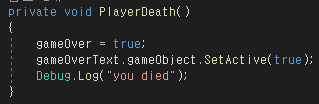 private void PlayerDeath()
{
gameOver = true;
gameOverText.gameObject.SetActive(true);
Debug.Log("you died");
}